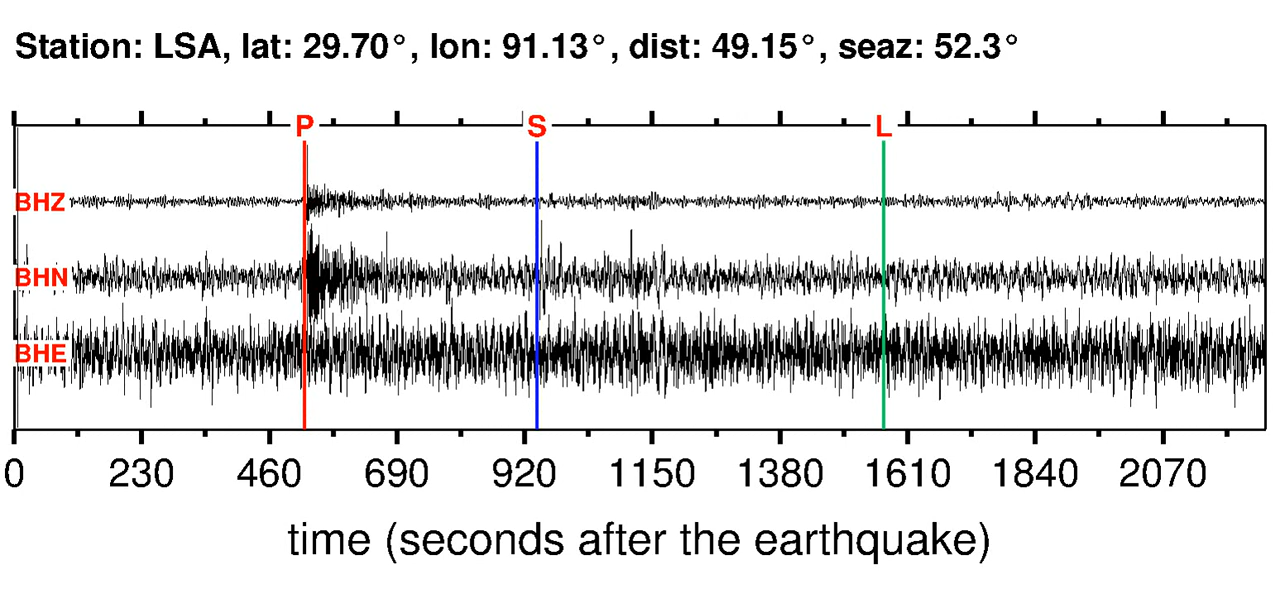 Station: LSA, lat: 29.70°, lon: 91.13°, dist: 49.15°, seaz: 52.3°
P S L
BHZ
BHN
BHE
0 230 460 690 920 1150 1380 1610 1840 2070
time (seconds after the earthquake)